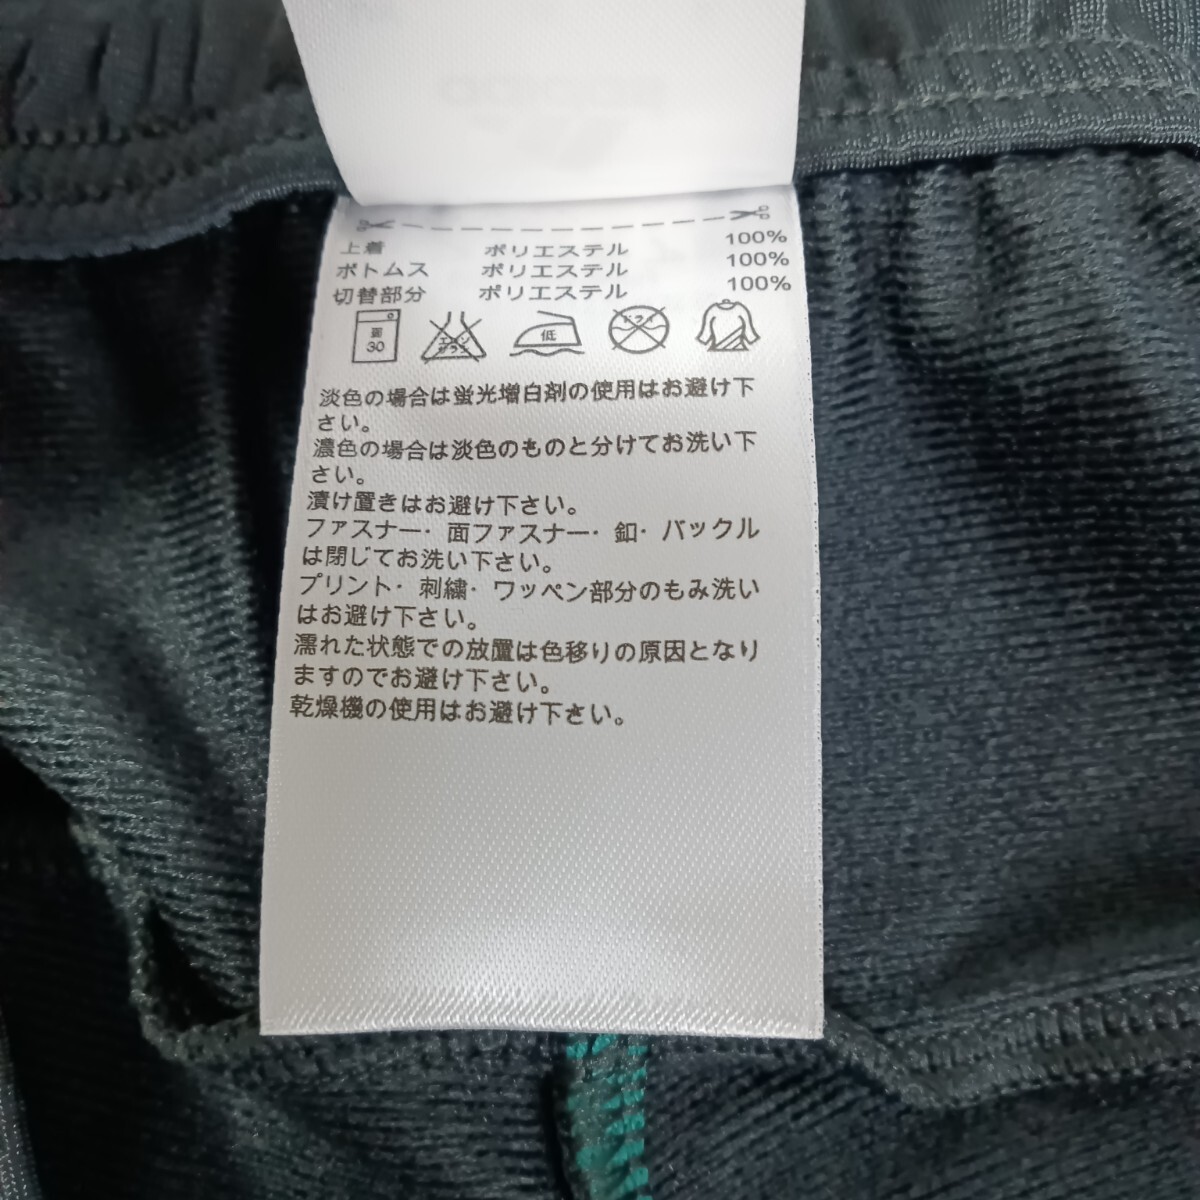 上着 ポリエステル 100%
ボトムス ポリエステル 100%
切替部分 ポリエステル 100%
30
エンソ
サラシ
低
ドライ
淡色の場合は蛍光増白剤の使用はお避け下
さい。
濃色の場合は淡色のものと分けてお洗い下
さい。
漬け置きはお避け下さい。
ファスナー・面ファスナー・釦・バックル
は閉じてお洗い下さい。
プリント・刺繍・ワッペン部分のもみ洗い
はお避け下さい。
濡れた状態での放置は色移りの原因となり
ますのでお避け下さい。
乾燥機の使用はお避け下さい。